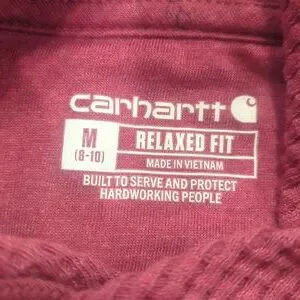 carhartt
M
(8-10)
RELAXED FIT
MADE IN VIETNAM
BUILT TO SERVE AND PROTECT
HARDWORKING PEOPLE